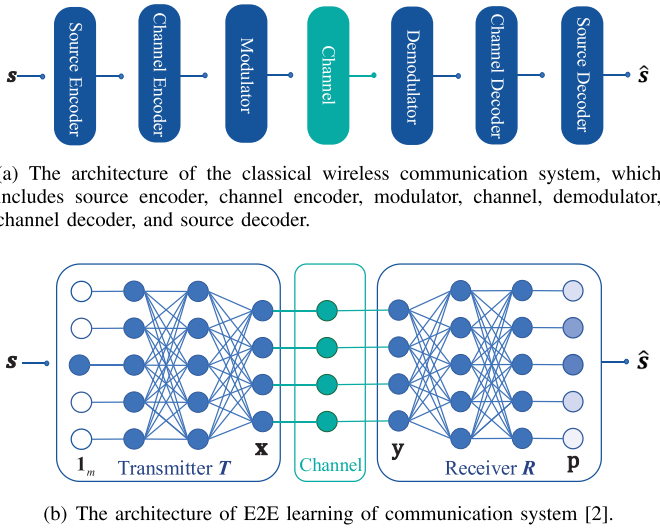 s
Source Encoder
Channel Encoder
Modulator
Channel
Demodulator
Channel Decoder
Source Decoder
ŝ
(a) The architecture of the classical wireless communication system, which
includes source encoder, channel encoder, modulator, channel, demodulator,
channel decoder, and source decoder.
s
ŝ
1ₘ
Transmitter T
x
Channel
y
Receiver R
p
(b) The architecture of E2E learning of communication system [2].